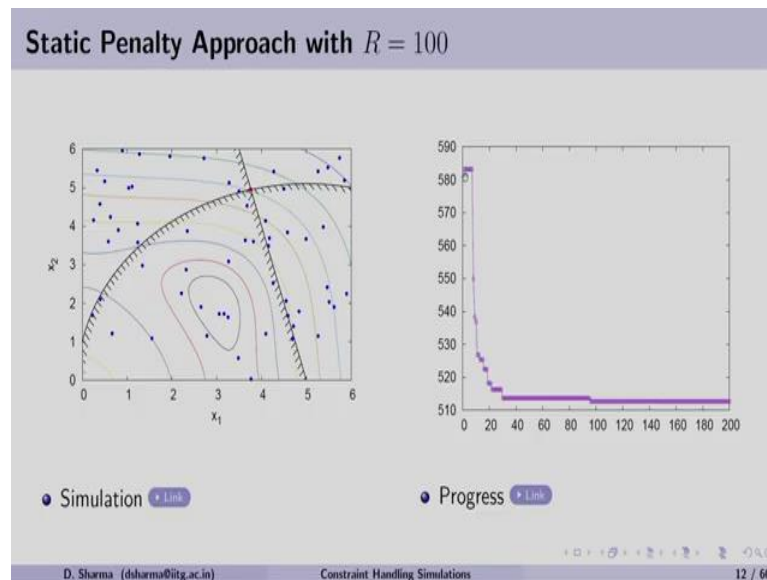 Static Penalty Approach with R = 100
6
5
4
3
2
1
0
x₂
0 1 2 3 4 5 6
x₁
590
580
570
560
550
540
530
520
510
0 20 40 60 80 100 120 140 160 180 200
Simulation Link
Progress Link
D. Sharma (dsharma@iitg.ac.in) Constraint Handling Simulations 12 /